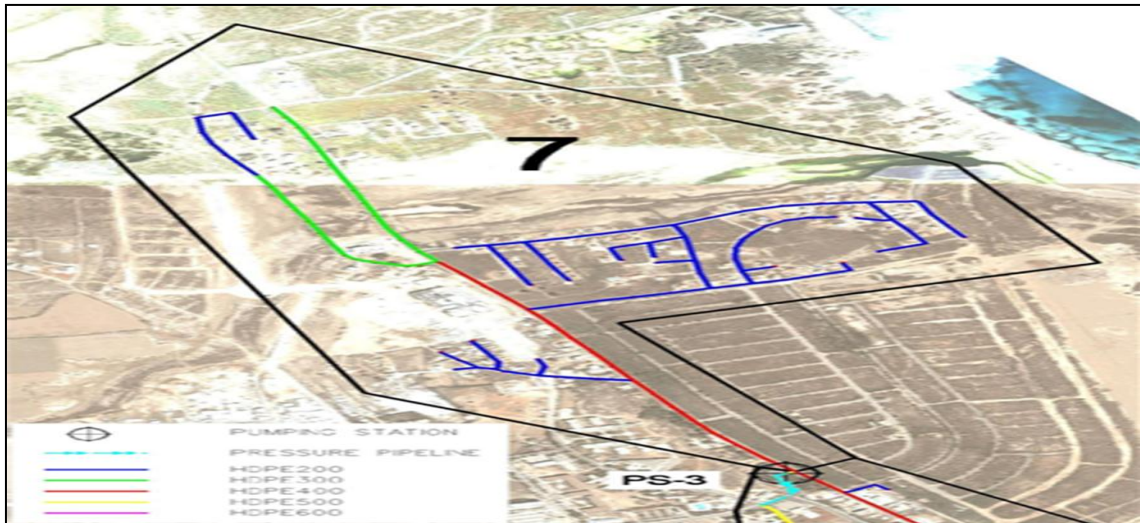 7
PUMPING STATION
PRESSURE PIPELINE
HDPE200
HDPE300
HDPE400
HDPE500
HDPE600
PS-3